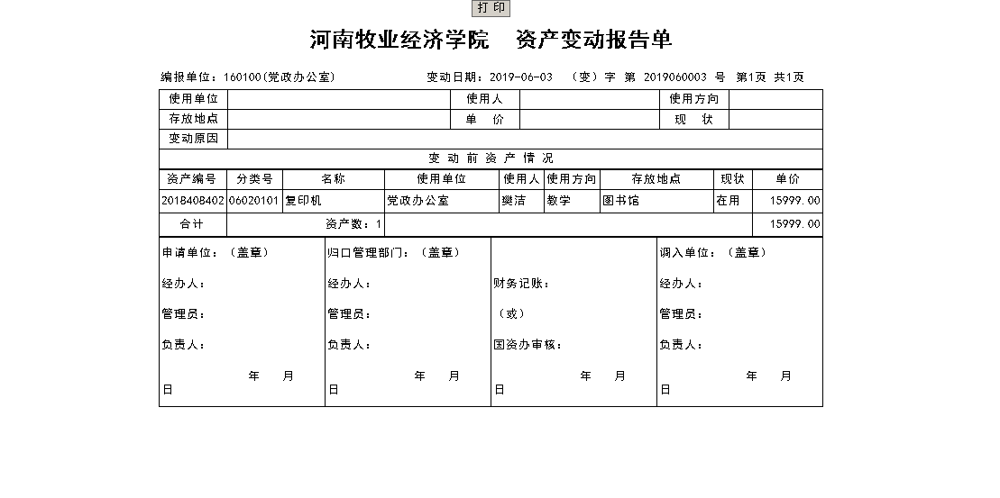 打 印
河南牧业经济学院 资产变动报告单
编报单位：160100(党政办公室) 变动日期：2019-06-03 （变）字 第 2019060003 号 第1页 共1页
使用单位 使用人 使用方向
存放地点 单 价 现 状
变动原因
变 动 前 资 产 情 况
资产编号 分类号 名称 使用单位 使用人 使用方向 存放地点 现状 单价
2018408402 06020101 复印机 党政办公室 樊洁 教学 图书馆 在用 15999.00
合计 资产数：1 15999.00
申请单位：（盖章） 归口管理部门：（盖章） 调入单位：（盖章）
经办人： 经办人： 财务记账： 经办人：
管理员： 管理员： （或） 管理员：
负责人： 负责人： 国资办审核： 负责人：
年 月 年 月 年 月 年 月
日 日 日 日